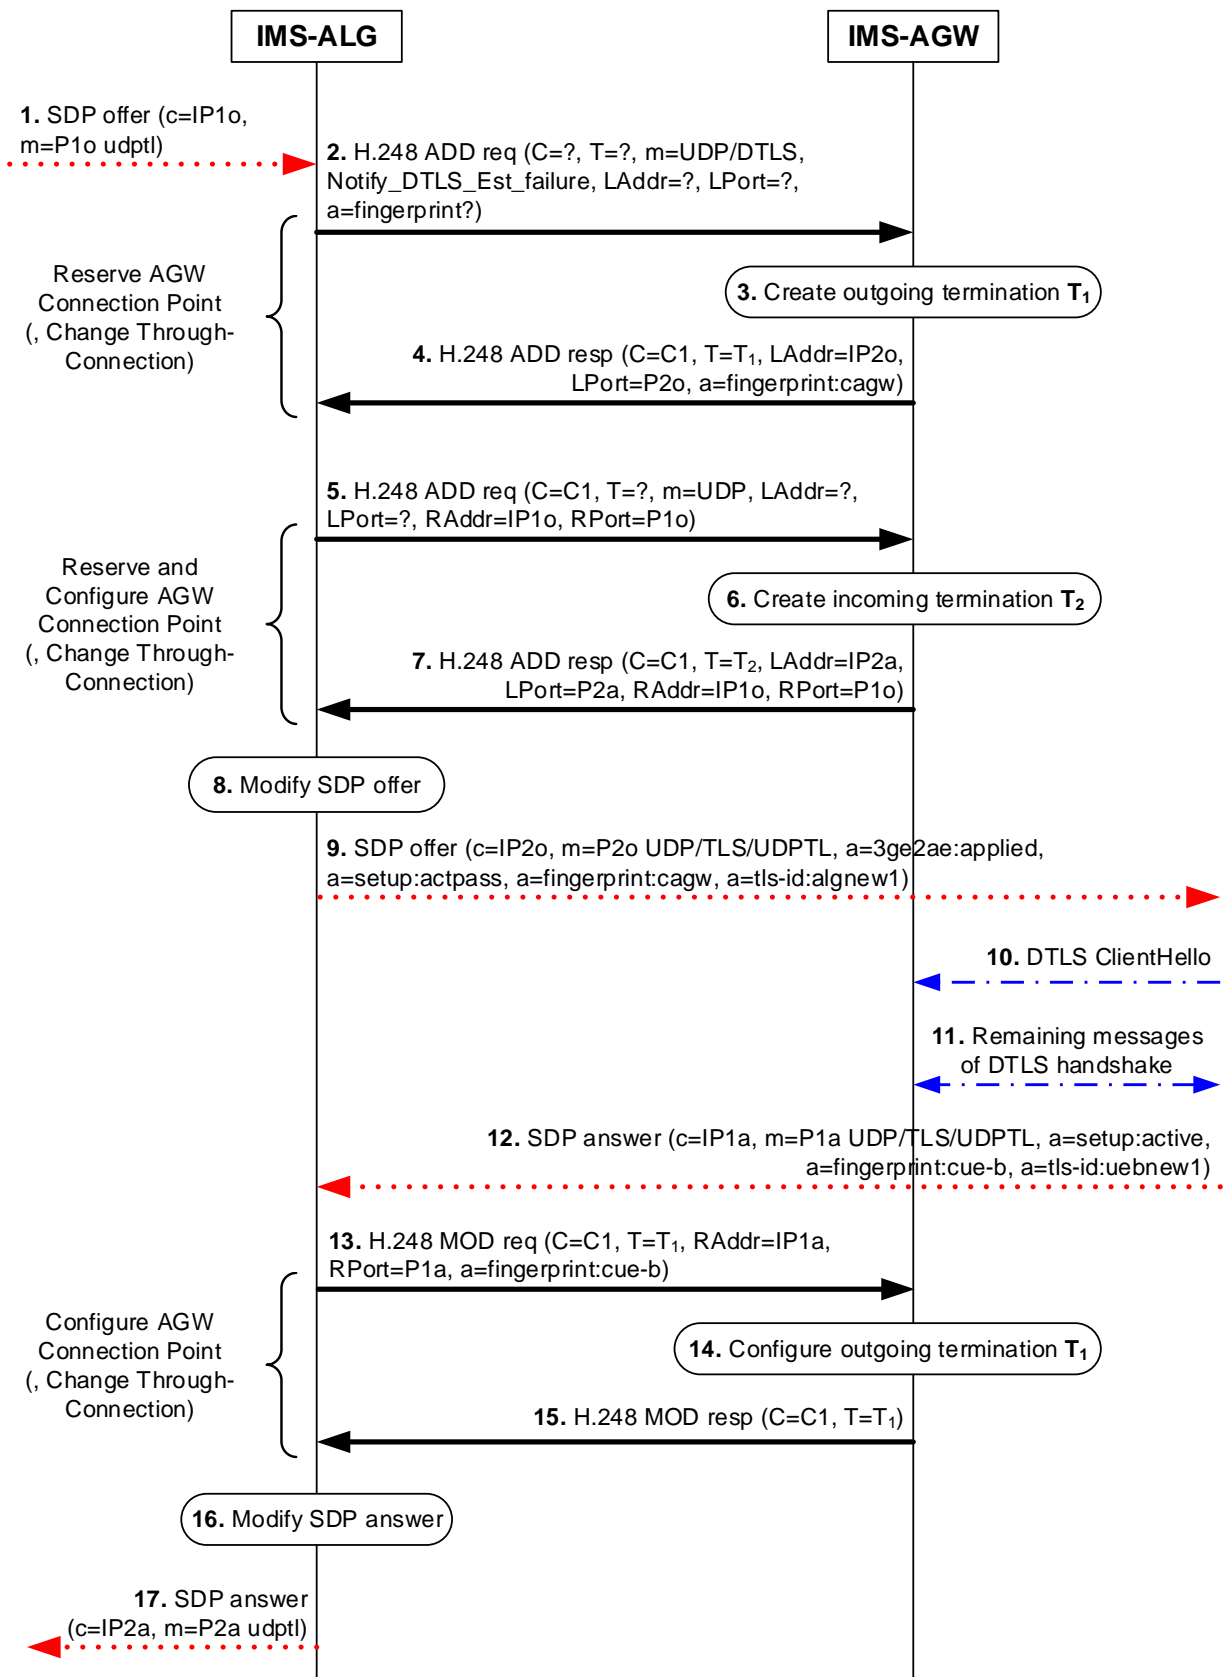 IMS-ALG
IMS-AGW
1. SDP offer (c=IP1o,
m=P1o udptl)
2. H.248 ADD req (C=?, T=?, m=UDP/DTLS,
Notify_DTLS_Est_failure, LAddr=?, LPort=?,
a=fingerprint?)
Reserve AGW
Connection Point
(, Change Through-
Connection)
3. Create outgoing termination T1
4. H.248 ADD resp (C=C1, T=T1, LAddr=IP2o,
LPort=P2o, a=fingerprint:cagw)
5. H.248 ADD req (C=C1, T=?, m=UDP, LAddr=?,
LPort=?, RAddr=IP1o, RPort=P1o)
Reserve and
Configure AGW
Connection Point
(, Change Through-
Connection)
6. Create incoming termination T2
7. H.248 ADD resp (C=C1, T=T2, LAddr=IP2a,
LPort=P2a, RAddr=IP1o, RPort=P1o)
8. Modify SDP offer
9. SDP offer (c=IP2o, m=P2o UDP/TLS/UDPTL, a=3ge2ae:applied,
a=setup:actpass, a=fingerprint:cagw, a=tls-id:algnew1)
10. DTLS ClientHello
11. Remaining messages
of DTLS handshake
12. SDP answer (c=IP1a, m=P1a UDP/TLS/UDPTL, a=setup:active,
a=fingerprint:cue-b, a=tls-id:uebnew1)
13. H.248 MOD req (C=C1, T=T1, RAddr=IP1a,
RPort=P1a, a=fingerprint:cue-b)
Configure AGW
Connection Point
(, Change Through-
Connection)
14. Configure outgoing termination T1
15. H.248 MOD resp (C=C1, T=T1)
16. Modify SDP answer
17. SDP answer
(c=IP2a, m=P2a udptl)